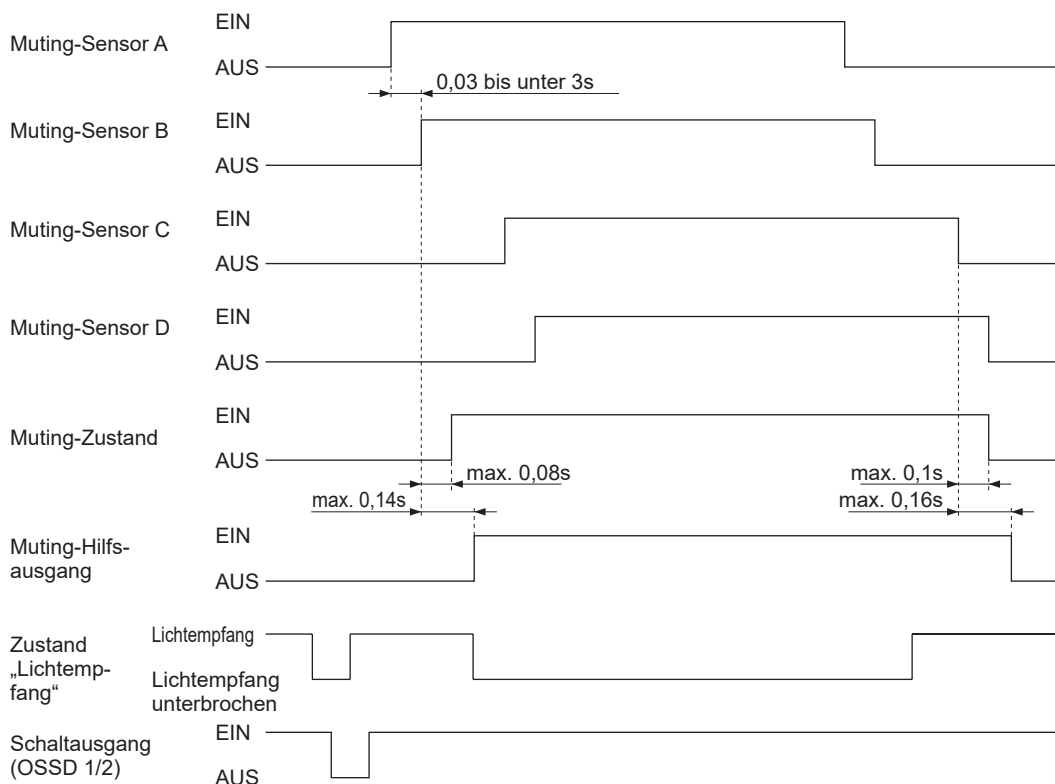 Muting-Sensor A
EIN
AUS
0,03 bis unter 3s
Muting-Sensor B
EIN
AUS
Muting-Sensor C
EIN
AUS
Muting-Sensor D
EIN
AUS
Muting-Zustand
EIN
AUS
max. 0,08s
max. 0,1s
max. 0,14s
max. 0,16s
Muting-Hilfs-
ausgang
EIN
AUS
Zustand
„Lichtemp-
fang“
Lichtempfang
Lichtempfang
unterbrochen
Schaltausgang
(OSSD 1/2)
EIN
AUS